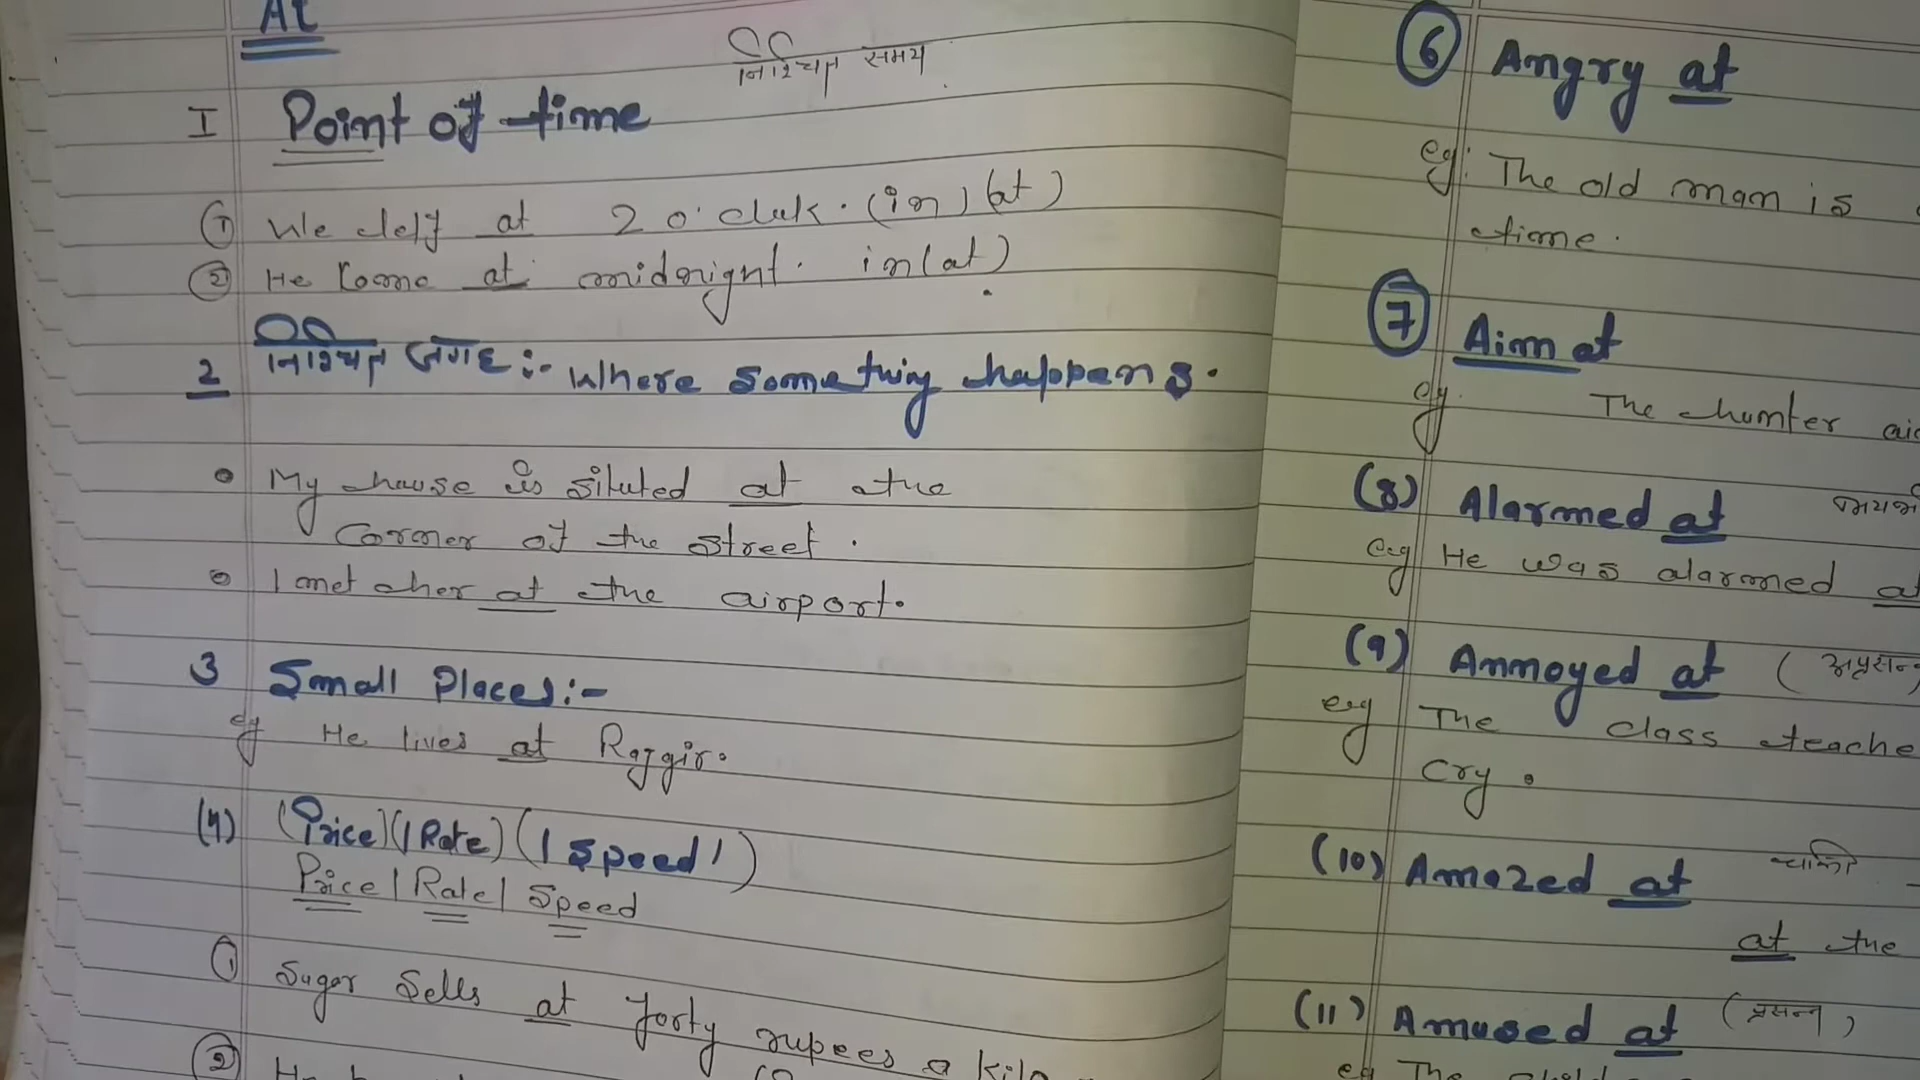 At
निश्चित समय
I Point of time
① We left at 2 o'clok. (in) (at)
② He came at midnight. in (at)
2 निश्चित जगह :- Where something happens.
My house is situted at the
corner of the street.
I met her at the airport.
3 Small Places:-
eg He lives at Rajgir.
(4) (Price) (Rate) (Speed)
Price | Rate | Speed
① Sugar sells at forty rupees a kilo
②
⑥ Angry at
eg: The old man is
time.
⑦ Aim at
eg. The hunter
(8) Alarmed at
e.g He was alarmed at
(9) Annoyed at (अप्रसन्न
e.g The class teache
cry.
(10) Amazed at
at the
(11) Amused at (प्रसन्न)
eg The